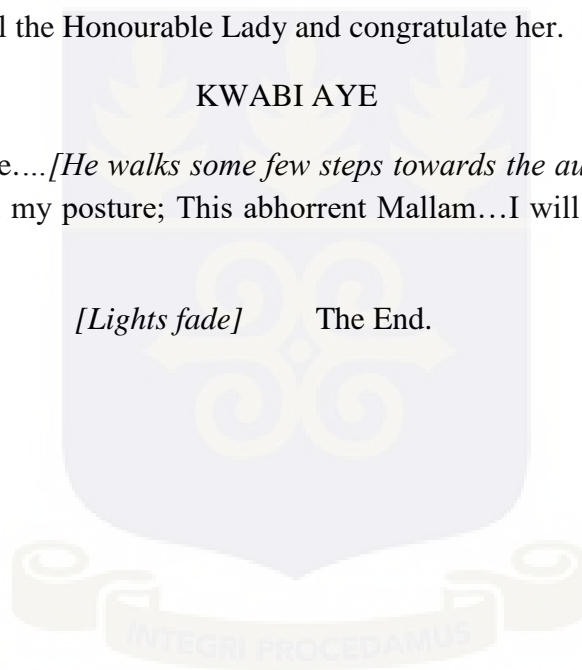 l the Honourable Lady and congratulate her.
KWABI AYE
e....[He walks some few steps towards the au
my posture; This abhorrent Mallam…I will
[Lights fade] The End.
INTEGRI PROCEDAMUS